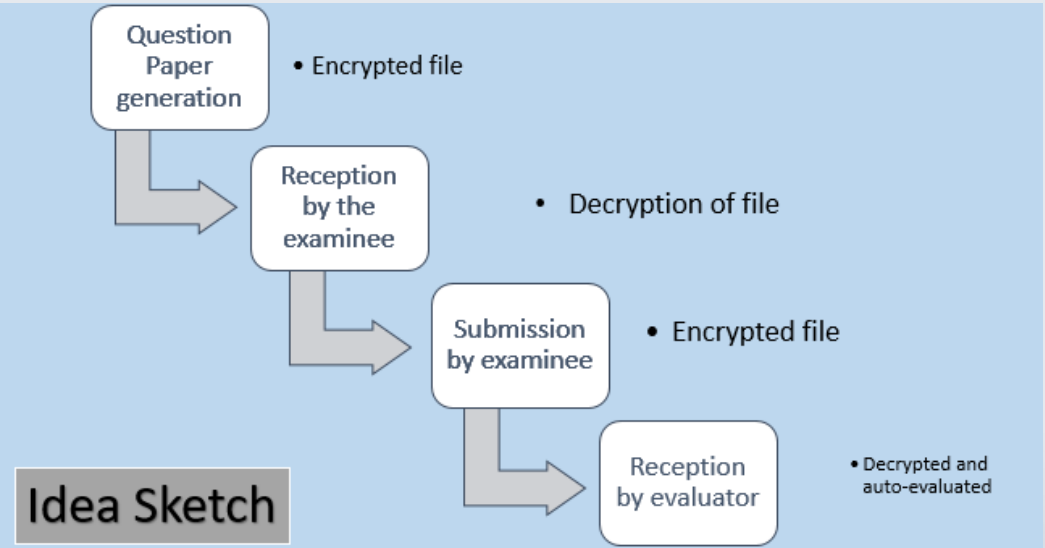 Question
Paper
generation
• Encrypted file
Reception
by the
examinee
• Decryption of file
Submission
by examinee
• Encrypted file
Reception
by evaluator
• Decrypted and
auto-evaluated
Idea Sketch